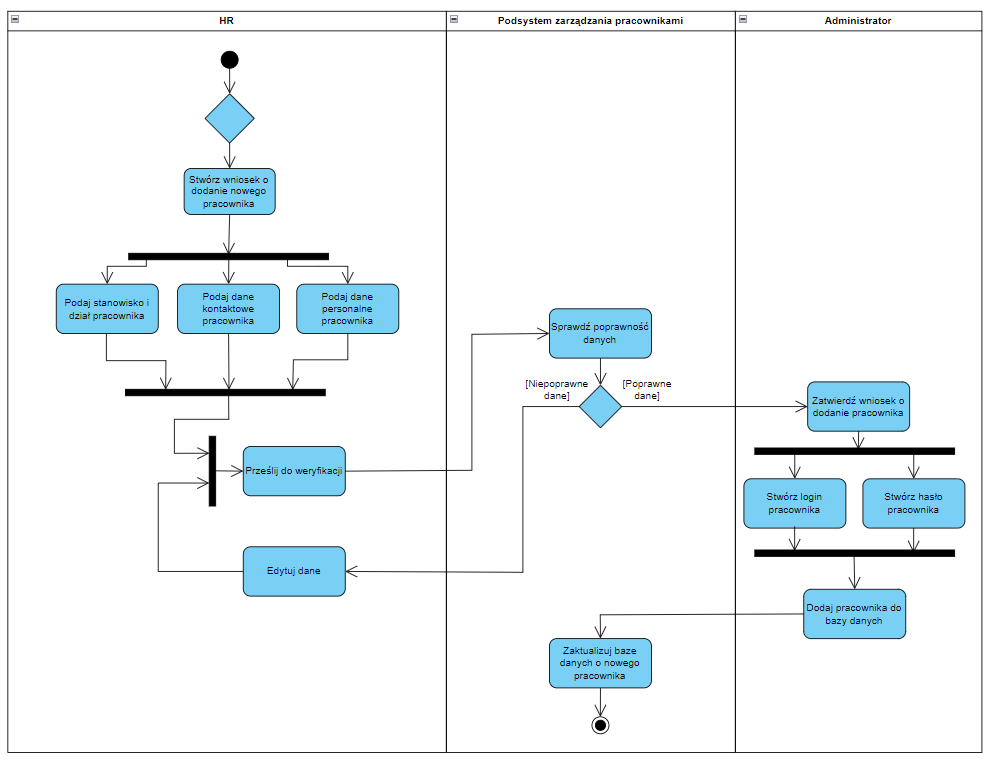 HR
Podsystem zarządzania pracownikami
Administrator
Stwórz wniosek o
dodanie nowego
pracownika
Podaj stanowisko i
dział pracownika
Podaj dane
kontaktowe
pracownika
Podaj dane
personalne
pracownika
Sprawdź poprawność
danych
[Niepoprawne
dane]
[Poprawne
dane]
Zatwierdź wniosek o
dodanie pracownika
Prześlij do weryfikacji
Stwórz login
pracownika
Stwórz hasło
pracownika
Edytuj dane
Dodaj pracownika do
bazy danych
Zaktualizuj baze
danych o nowego
pracownika